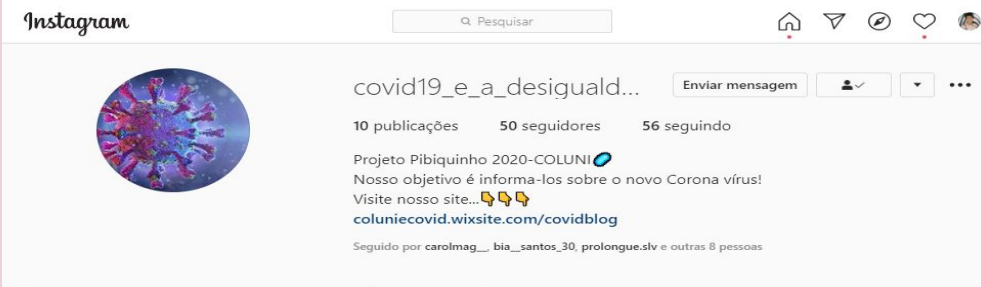 Instagram
Pesquisar
covid19_e_a_desiguald...
Enviar mensagem
10 publicações 50 seguidores 56 seguindo
Projeto Pibiquinho 2020-COLUNI
Nosso objetivo é informa-los sobre o novo Corona vírus!
Visite nosso site...👇👇👇
coluniecovid.wixsite.com/covidblog
Seguido por carolmag__, bia__santos_30, prolongue.slv e outras 8 pessoas